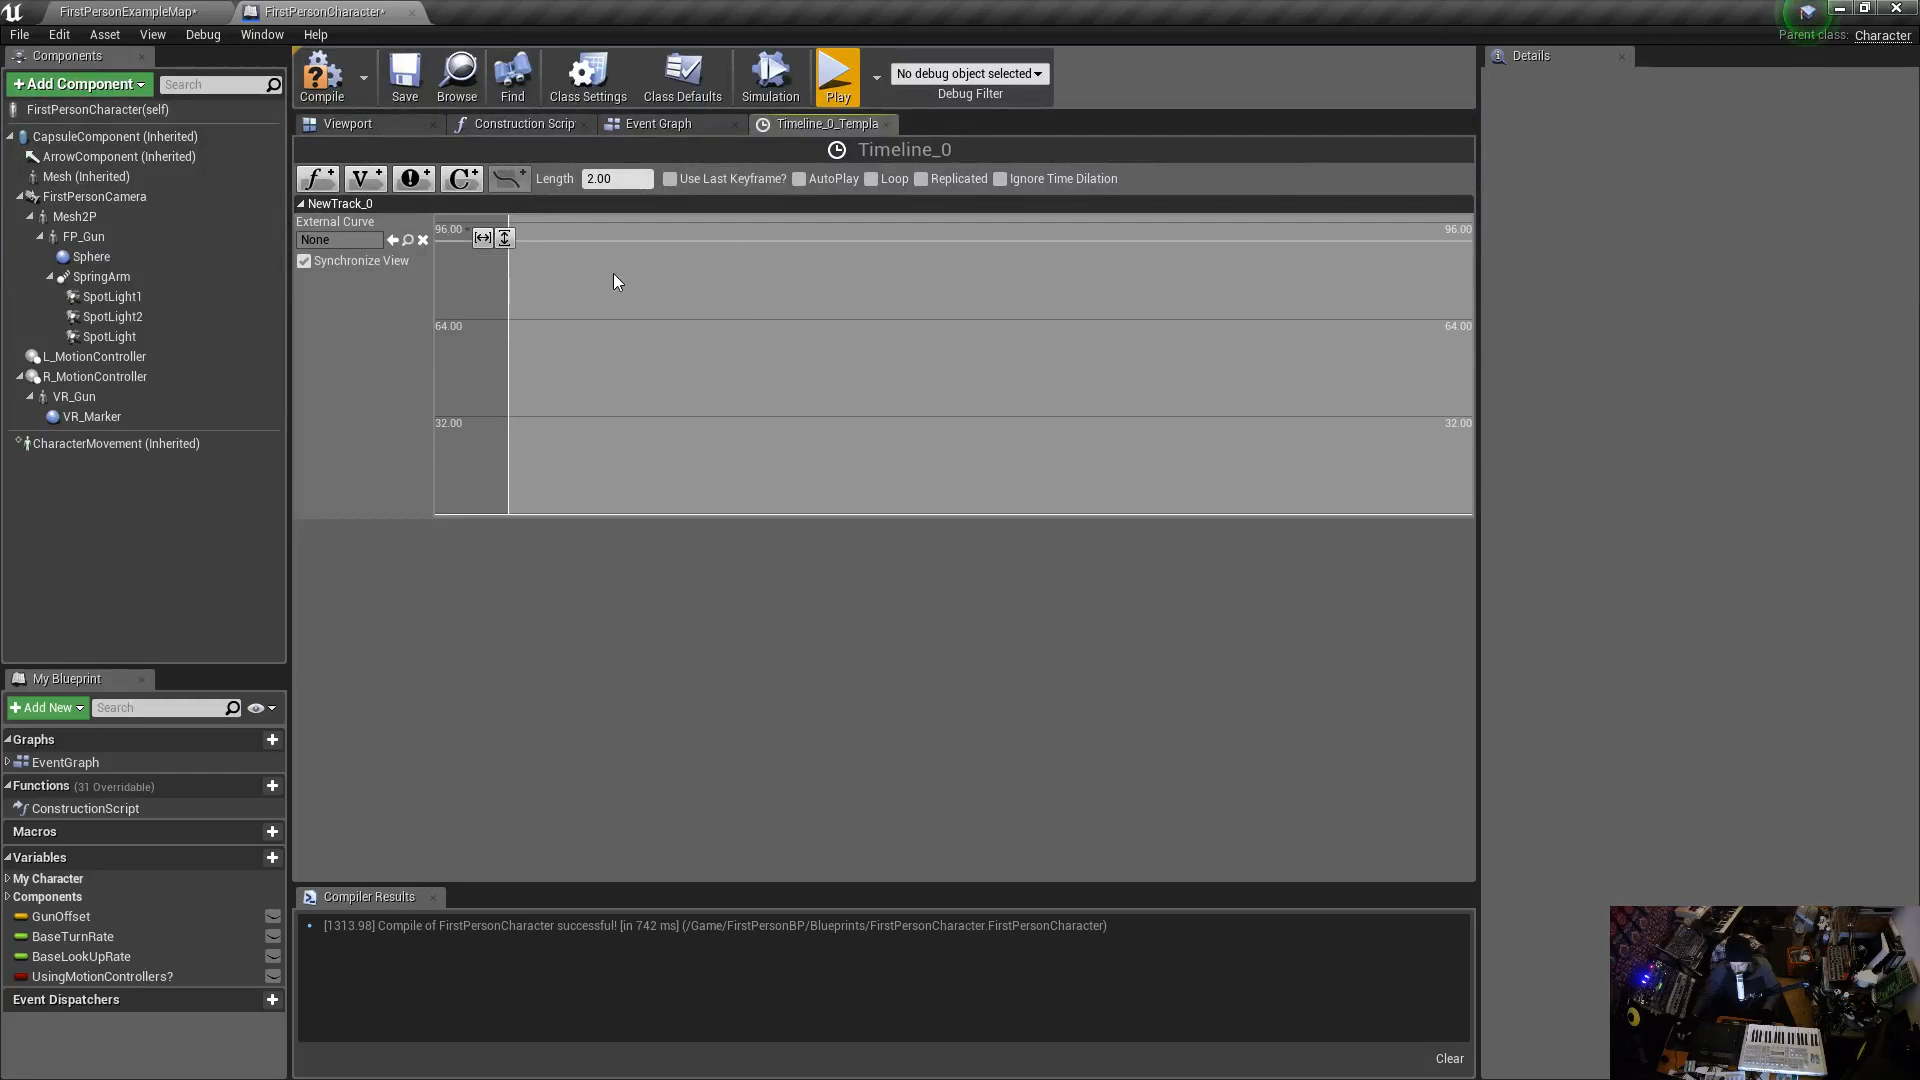 FirstPersonExampleMap*
FirstPersonCharacter*
File Edit Asset View Debug Window Help
Parent class: Character
Components
Details
+ Add Component
Search
Compile
Save
Browse
Find
Class Settings
Class Defaults
Simulation
Play
No debug object selected
Debug Filter
FirstPersonCharacter(self)
Viewport
Construction Scrip
Event Graph
Timeline_0_Templa
CapsuleComponent (Inherited)
ArrowComponent (Inherited)
Mesh (Inherited)
FirstPersonCamera
Mesh2P
FP_Gun
Sphere
SpringArm
SpotLight1
SpotLight2
SpotLight
L_MotionController
R_MotionController
VR_Gun
VR_Marker
CharacterMovement (Inherited)
Timeline_0
f+ V+ !+ C+
Length 2.00 Use Last Keyframe? AutoPlay Loop Replicated Ignore Time Dilation
NewTrack_0
External Curve
None
Synchronize View
96.00 96.00
64.00 64.00
32.00 32.00
My Blueprint
+ Add New
Search
Graphs
EventGraph
Functions (31 Overridable)
ConstructionScript
Macros
Variables
My Character
Components
GunOffset
BaseTurnRate
BaseLookUpRate
UsingMotionControllers?
Event Dispatchers
Compiler Results
[1313.98] Compile of FirstPersonCharacter successful! [in 742 ms] (/Game/FirstPersonBP/Blueprints/FirstPersonCharacter.FirstPersonCharacter)
Clear